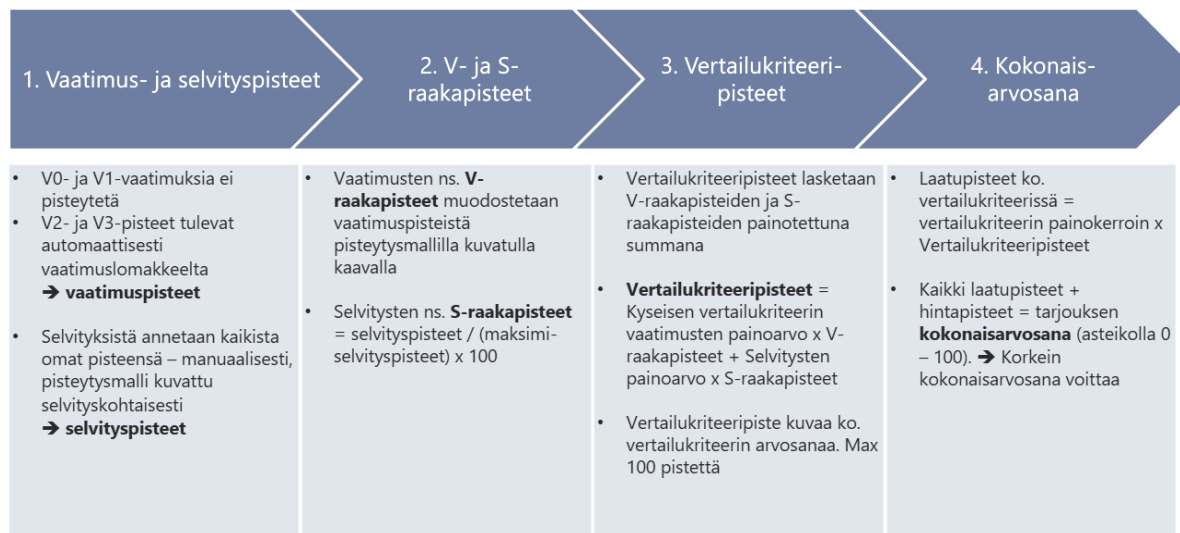 1. Vaatimus- ja selvityspisteet
2. V- ja S-
raakapisteet
3. Vertailukriteeri-
pisteet
4. Kokonais-
arvosana
• V0- ja V1-vaatimuksia ei
pisteytetä
• V2- ja V3-pisteet tulevat
automaattisesti
vaatimuslomakkeelta
➔ vaatimuspisteet
• Selvityksistä annetaan kaikista
omat pisteensä – manuaalisesti,
pisteytysmalli kuvattu
selvityskohtaisesti
➔ selvityspisteet
• Vaatimusten ns. V-
raakapisteet muodostetaan
vaatimuspisteistä
pisteytysmallilla kuvatulla
kaavalla
• Selvitysten ns. S-raakapisteet
= selvityspisteet / (maksimi-
selvityspisteet) x 100
• Vertailukriteeripisteet lasketaan
V-raakapisteiden ja S-
raakapisteiden painotettuna
summana
• Vertailukriteeripisteet =
Kyseisen vertailukriteerin
vaatimusten painoarvo x V-
raakapisteet + Selvitysten
painoarvo x S-raakapisteet
• Vertailukriteeripiste kuvaa ko.
vertailukriteerin arvosanaa. Max
100 pistettä
• Laatupisteet ko.
vertailukriteerissä =
vertailukriteerin painokerroin x
Vertailukriteeripisteet
• Kaikki laatupisteet +
hintapisteet = tarjouksen
kokonaisarvosana (asteikolla 0
– 100). ➔ Korkein
kokonaisarvosana voittaa